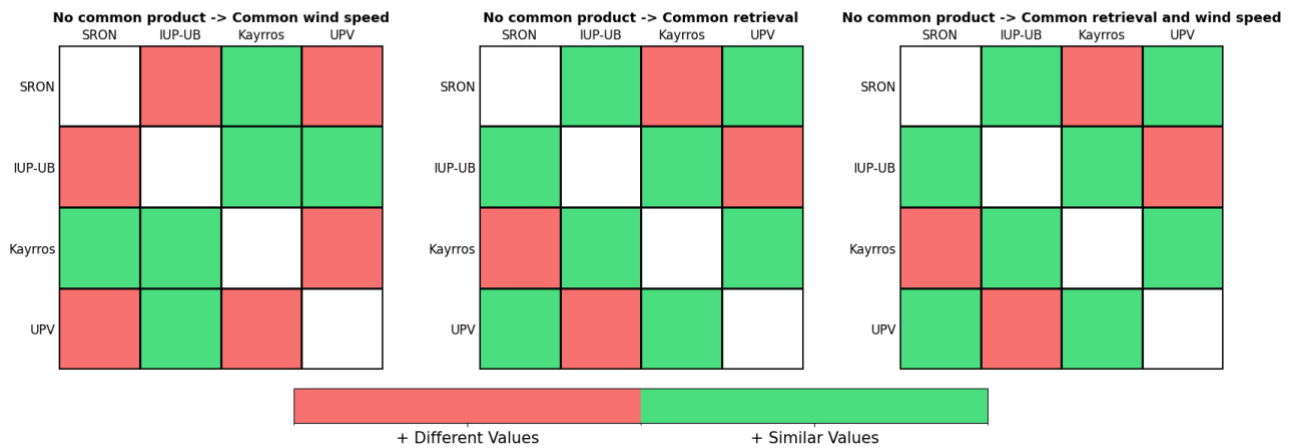 No common product -> Common wind speed
SRON IUP-UB Kayrros UPV
SRON
IUP-UB
Kayrros
UPV
No common product -> Common retrieval
SRON IUP-UB Kayrros UPV
SRON
IUP-UB
Kayrros
UPV
No common product -> Common retrieval and wind speed
SRON IUP-UB Kayrros UPV
SRON
IUP-UB
Kayrros
UPV
+ Different Values
+ Similar Values